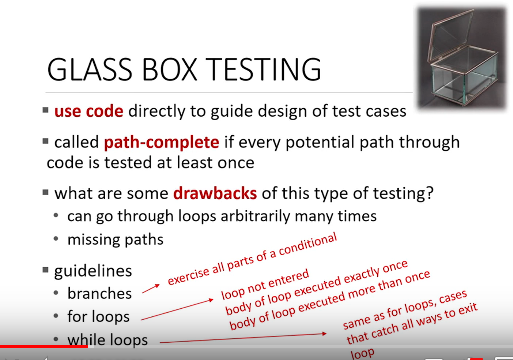 GLASS BOX TESTING
▪ use code directly to guide design of test cases
▪ called path-complete if every potential path through
code is tested at least once
▪ what are some drawbacks of this type of testing?
• can go through loops arbitrarily many times
• missing paths
▪ guidelines
• branches
exercise all parts of a conditional
• for loops
loop not entered
body of loop executed exactly once
body of loop executed more than once
• while loops
same as for loops, cases
that catch all ways to exit
loop